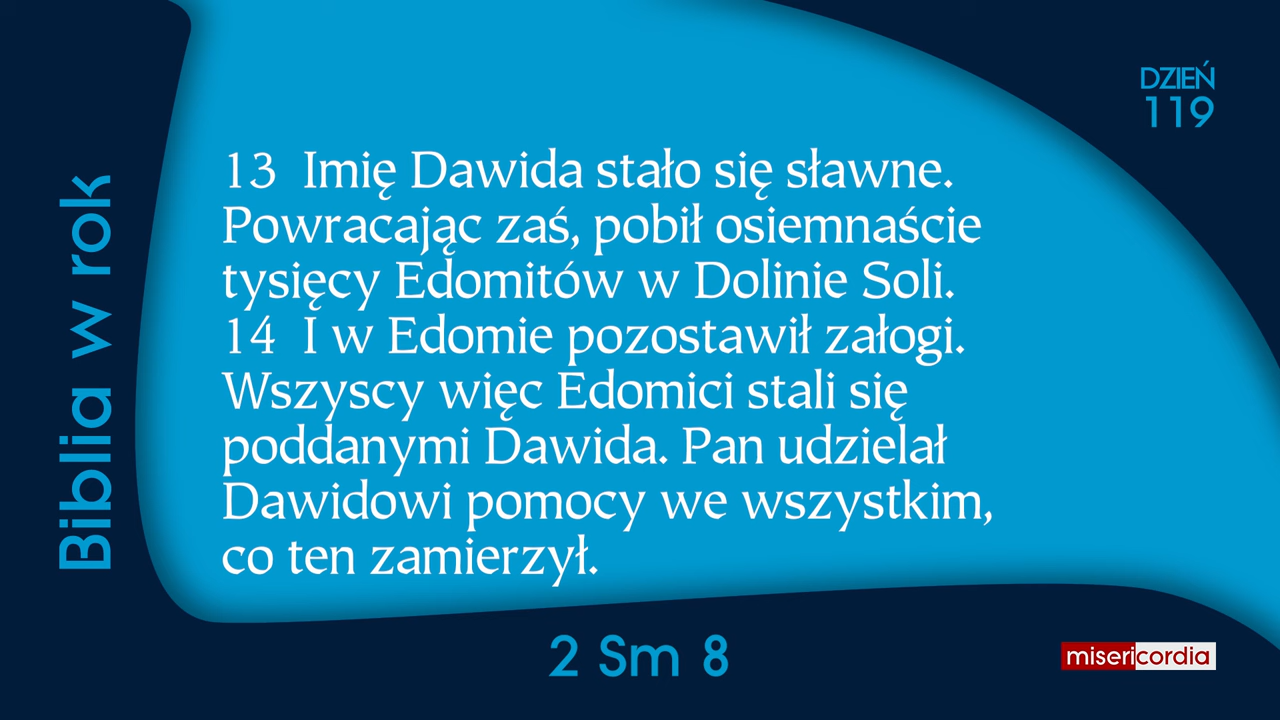 DZIEŃ
119
Biblia w rok
13 Imię Dawida stało się sławne.
Powracając zaś, pobił osiemnaście
tysięcy Edomitów w Dolinie Soli.
14 I w Edomie pozostawił załogi.
Wszyscy więc Edomici stali się
poddanymi Dawida. Pan udzielał
Dawidowi pomocy we wszystkim,
co ten zamierzył.
2 Sm 8
misericordia